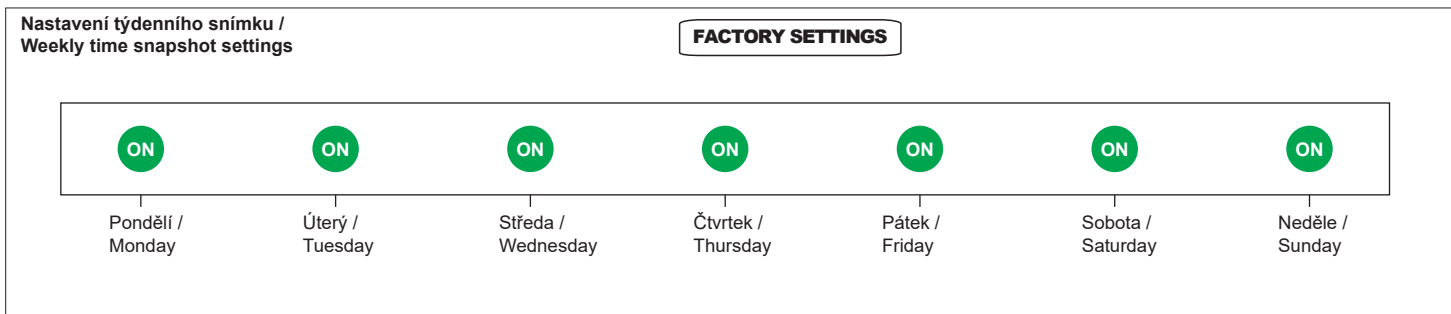 Nastavení týdenního snímku /
Weekly time snapshot settings
FACTORY SETTINGS
ON ON ON ON ON ON ON
Pondělí /
Monday
Úterý /
Tuesday
Středa /
Wednesday
Čtvrtek /
Thursday
Pátek /
Friday
Sobota /
Saturday
Neděle /
Sunday